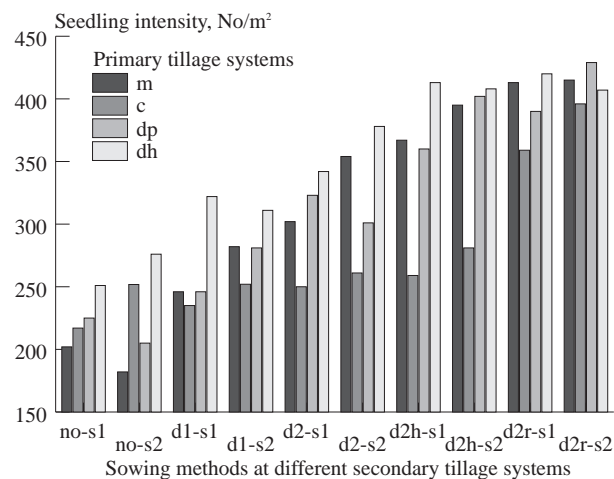 Seedling intensity, No/m²
450
400
350
300
250
200
150
Primary tillage systems
m
c
dp
dh
no-s1
no-s2
d1-s1
d1-s2
d2-s1
d2-s2
d2h-s1
d2h-s2
d2r-s1
d2r-s2
Sowing methods at different secondary tillage systems